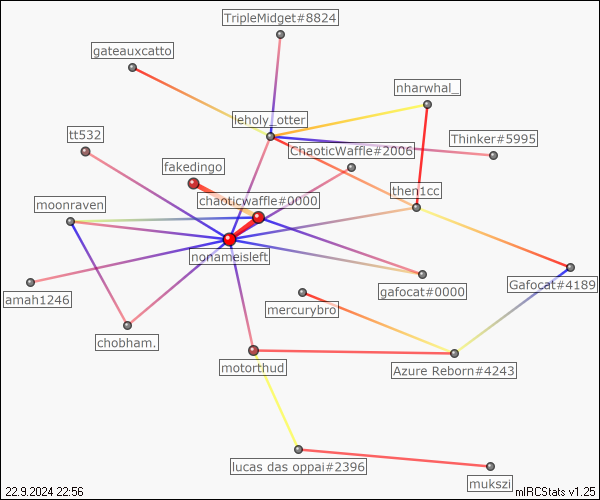 TripleMidget#8824
gateauxcatto
nharwhal_
leholy_otter
tt532
Thinker#5995
ChaoticWaffle#2006
fakedingo
then1cc
chaoticwaffle#0000
moonraven
nonameisleft
Gafocat#4189
gafocat#0000
amah1246
mercurybro
chobham.
motorthud
Azure Reborn#4243
lucas das oppai#2396
mukszi
22.9.2024 22:56
mIRCStats v1.25